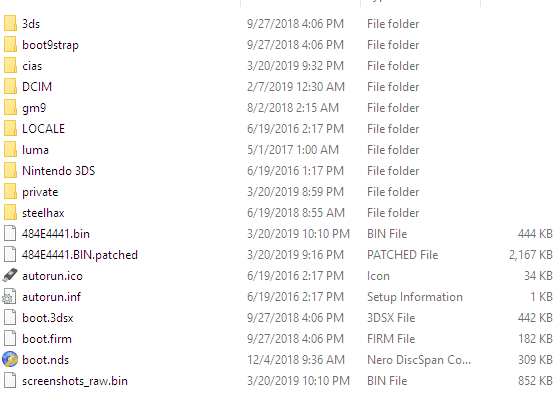 3ds 9/27/2018 4:06 PM File folder
boot9strap 9/27/2018 4:06 PM File folder
cias 3/20/2019 9:32 PM File folder
DCIM 2/7/2019 12:30 AM File folder
gm9 8/2/2018 2:15 AM File folder
LOCALE 6/19/2016 2:17 PM File folder
luma 5/1/2017 1:00 AM File folder
Nintendo 3DS 6/19/2016 1:17 PM File folder
private 3/20/2019 8:59 PM File folder
steelhax 6/19/2018 8:55 AM File folder
484E4441.bin 3/20/2019 10:10 PM BIN File 444 KB
484E4441.BIN.patched 3/20/2019 9:16 PM PATCHED File 2,167 KB
autorun.ico 6/19/2016 2:17 PM Icon 34 KB
autorun.inf 6/19/2016 2:17 PM Setup Information 1 KB
boot.3dsx 9/27/2018 4:06 PM 3DSX File 442 KB
boot.firm 9/27/2018 4:06 PM FIRM File 182 KB
boot.nds 12/4/2018 9:36 AM Nero DiscSpan Co... 309 KB
screenshots_raw.bin 3/20/2019 10:10 PM BIN File 852 KB